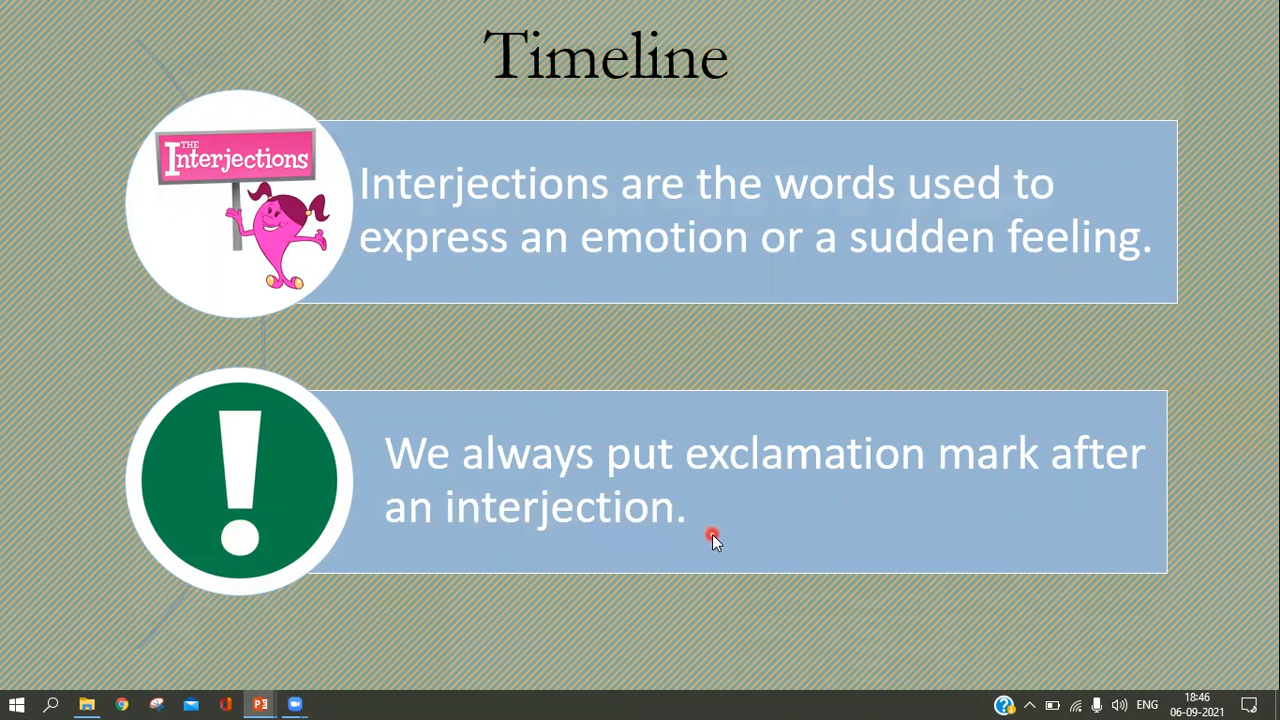 Timeline
THE
Interjections
Interjections are the words used to
express an emotion or a sudden feeling.
!
We always put exclamation mark after
an interjection.
P3
ENG
18:46
06-09-2021